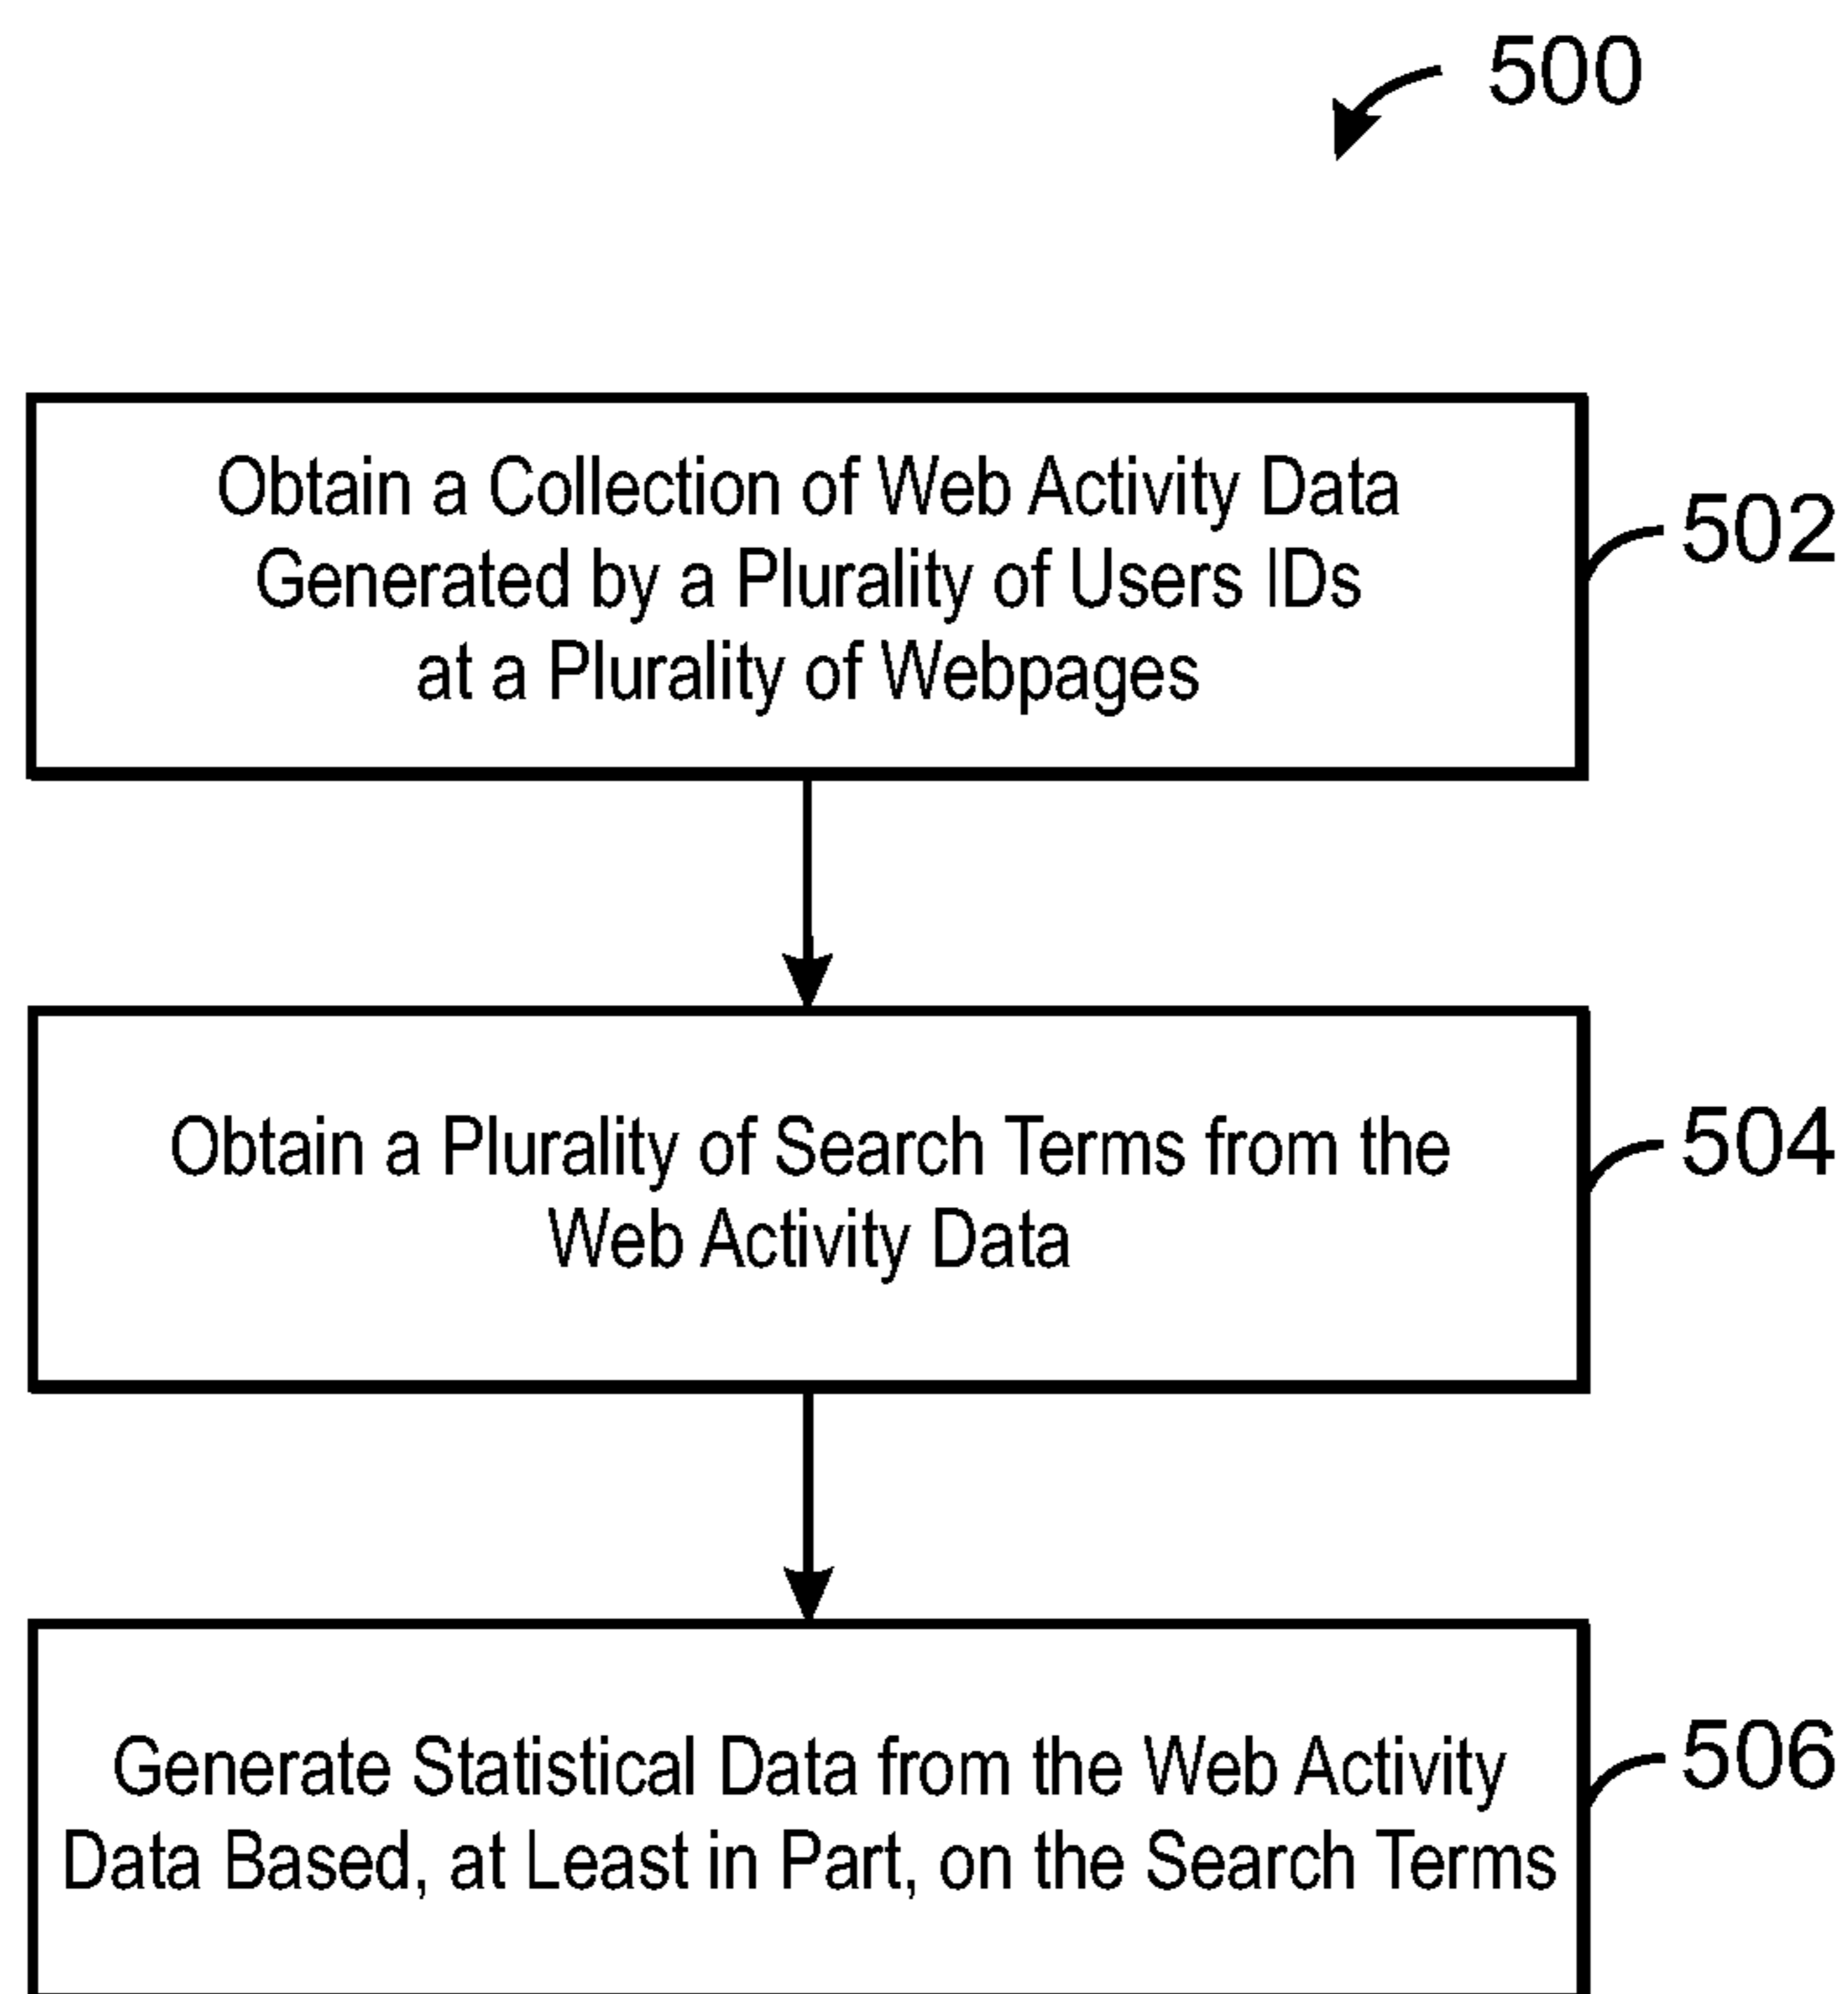 500
Obtain a Collection of Web Activity Data
Generated by a Plurality of Users IDs
at a Plurality of Webpages
502
Obtain a Plurality of Search Terms from the
Web Activity Data
504
Generate Statistical Data from the Web Activity
Data Based, at Least in Part, on the Search Terms
506